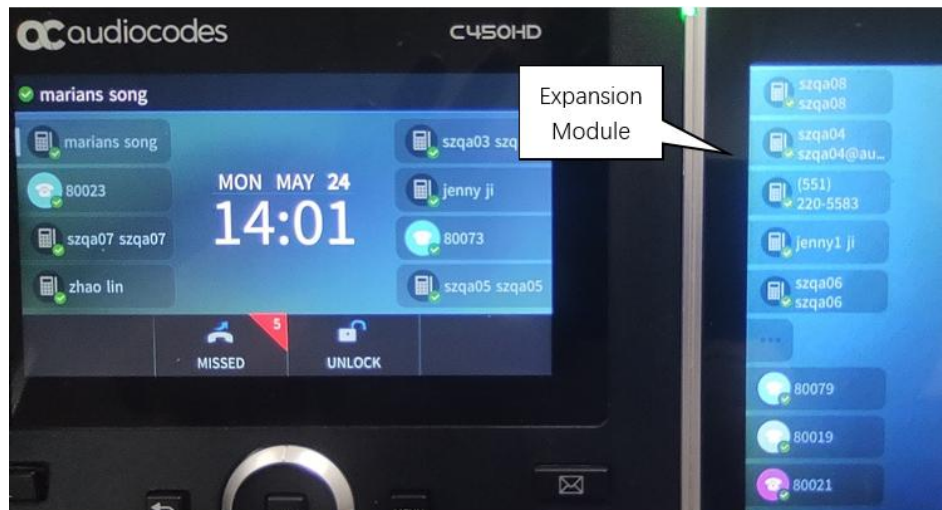 audiocodes
C450HD
marians song
marians song
80023
szqa07 szqa07
zhao lin
MON MAY 24
14:01
szqa03 szq
jenny ji
80073
szqa05 szqa05
5
MISSED
UNLOCK
Expansion
Module
szqa08
szqa08
szqa04
szqa04@au...
(551)
220-5583
jenny1 ji
szqa06
szqa06
...
80079
80019
80021